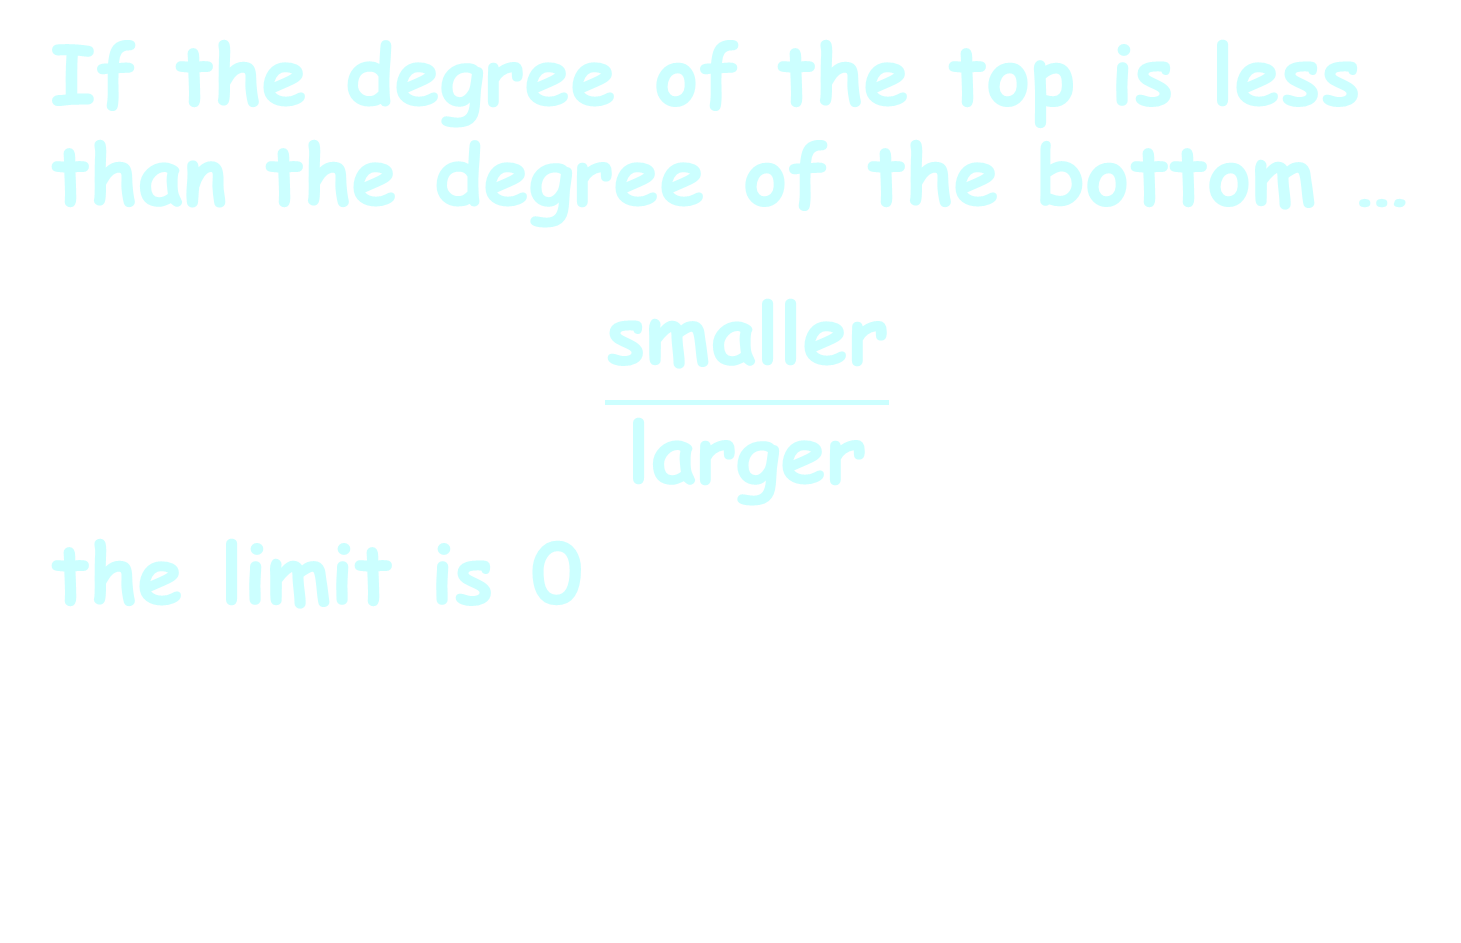 If the degree of the top is less
than the degree of the bottom …
smaller
larger
the limit is 0